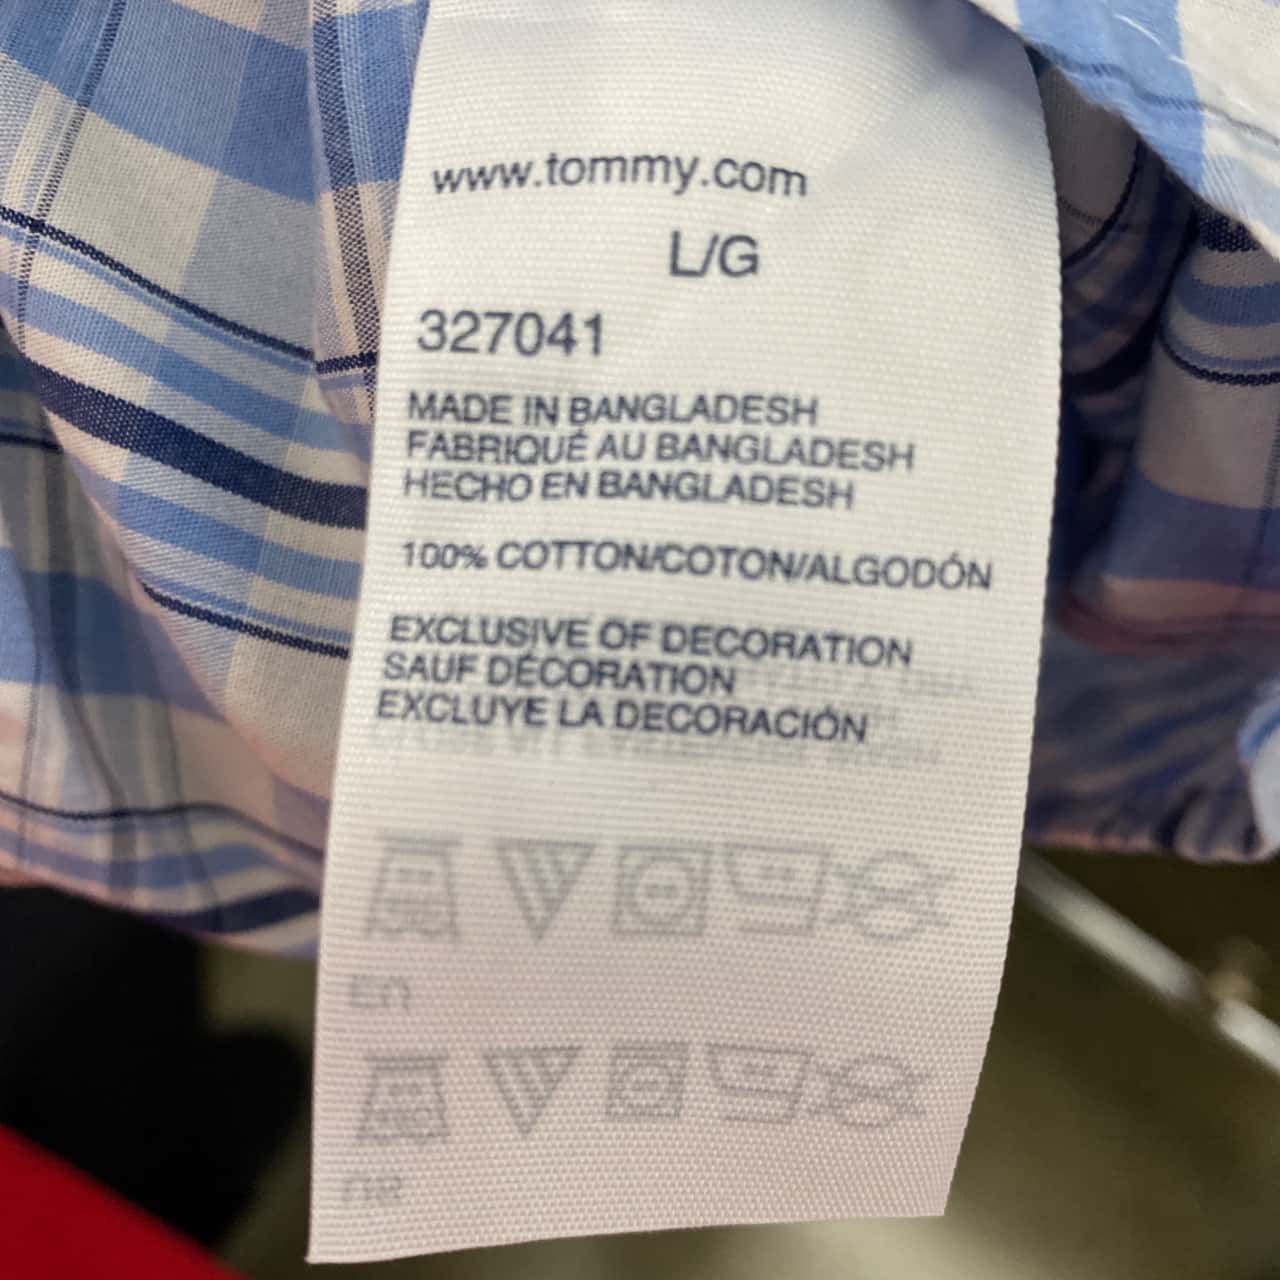 www.tommy.com
L/G
327041
MADE IN BANGLADESH
FABRIQUÉ AU BANGLADESH
HECHO EN BANGLADESH
100% COTTON/COTON/ALGODÓN
EXCLUSIVE OF DECORATION
SAUF DÉCORATION
EXCLUYE LA DECORACIÓN